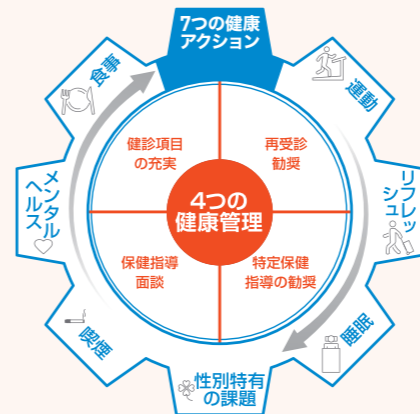 7つの健康
アクション
運動
リフレッ
シュ
睡眠
性別特有
の課題
喫煙
メンタル
ヘルス
食事
健診項目
の充実
再受診
勧奨
4つの
健康管理
保健指導
面談
特定保健
指導の勧奨